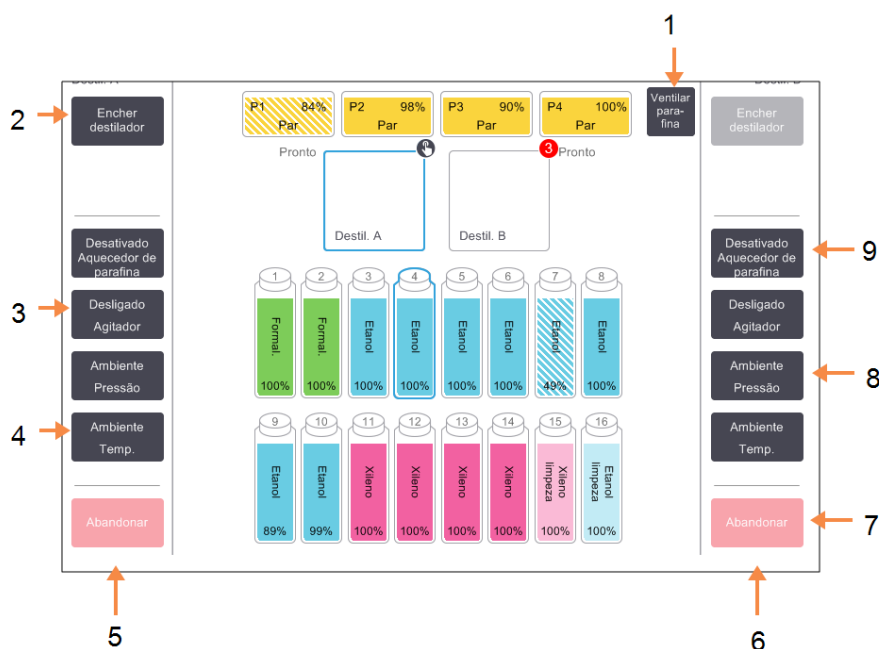 1
2
Encher
destilador
P1 84%
Par
P2 98%
Par
P3 90%
Par
P4 100%
Par
Ventilar
para-
fina
Encher
destilador
Pronto
3
Pronto
Destil. A
Destil. B
Desativado
Aquecedor de
parafina
3
Desligado
Agitador
Ambiente
Pressão
4
Ambiente
Temp.
Abandonar
5
1
Formal.
100%
2
Formal.
100%
3
Etanol
100%
4
Etanol
100%
5
Etanol
100%
6
Etanol
100%
7
Etanol
49%
8
Etanol
100%
9
Etanol
89%
10
Etanol
99%
11
Xileno
100%
12
Xileno
100%
13
Xileno
100%
14
Xileno
100%
15
Xileno
limpeza
100%
16
Etanol
limpeza
100%
Desativado
Aquecedor de
parafina
9
Desligado
Agitador
Ambiente
Pressão
8
Ambiente
Temp.
Abandonar
7
6